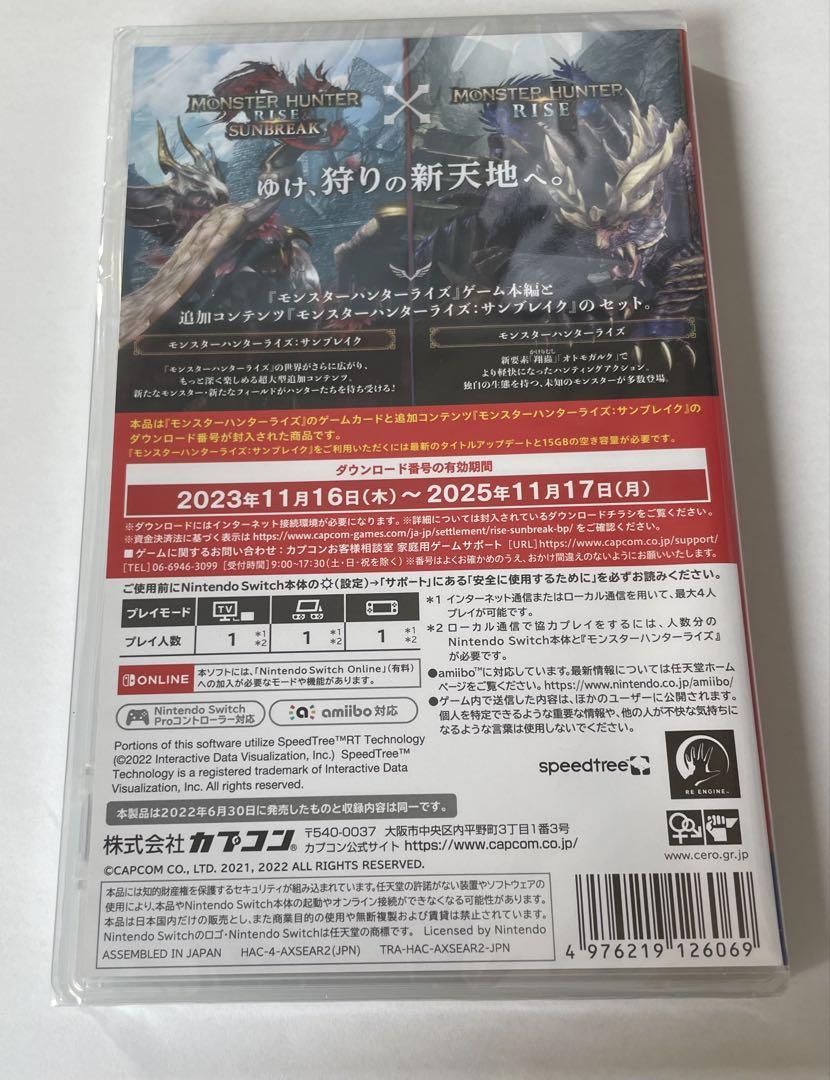 MONSTER HUNTER
RISE
SUNBREAK
MONSTER HUNTER
RISE
ゆけ、狩りの新天地へ。
『モンスターハンターライズ』ゲーム本編と
追加コンテンツ『モンスターハンターライズ:サンブレイク』の セット。
モンスターハンターライズ:サンブレイク
「モンスターハンターライズ」の世界がさらに広がり、
もっと深く楽しめる超大型追加コンテンツ。
新たなモンスター・新たなフィールドがハンターたちを待ち受ける!
モンスターハンターライズ
かけりむし
新要素「翔蟲」「オトモガルク」で
より軽快になったハンティングアクション。
独自の生態を持つ、未知のモンスターが多数登場。
本品は『モンスターハンターライズ』のゲームカードと追加コンテンツ『モンスターハンターライズ:サンブレイク』の
ダウンロード番号が封入された商品です。
『モンスターハンターライズ:サンブレイク』をご利用いただくには最新のタイトルアップデートと15GBの空き容量が必要です。
ダウンロード番号の有効期間
2023年11月16日(木)～2025年11月17日(月)
※ダウンロードにはインターネット接続環境が必要になります。※詳細については封入されているダウンロードチラシをご覧ください。
※資金決済法に基づく表示は https://www.capcom-games.com/ja-jp/settlement/rise-sunbreak-bp/ をご確認ください。
■ゲームに関するお問い合わせ:カプコンお客様相談室 家庭用ゲームサポート [URL]https://www.capcom.co.jp/support/
[TEL]06-6946-3099 [受付時間]9:00~17:30(土・日・祝を除く)※番号はよくお確かめのうえ、おかけ間違えのないようにお願いいたします。
ご使用前にNintendo Switch本体の(設定)→「サポート」にある「安全に使用するために」を必ずお読みください。
プレイモード TV
プレイ人数 1 *1 *2 1 *1 *2 1 *1 *2
*1 インターネット通信またはローカル通信を用いて、最大4人
プレイが可能です。
*2 ローカル通信で協力プレイをするには、人数分の
Nintendo Switch本体と『モンスターハンターライズ』
が必要です。
ONLINE 本ソフトには、「Nintendo Switch Online」(有料)
への加入が必要なモードや機能があります。
●amiibo™に対応しています。最新情報については任天堂ホーム
ページをご覧ください。https://www.nintendo.co.jp/amiibo/
●ゲーム内で送信した内容は、ほかのユーザーに公開されます。
個人を特定できるような重要な情報や、他の人が不快な気持ちに
なるような言葉は使用しないでください。
Nintendo Switch
Proコントローラー対応
amiibo 対応
Portions of this software utilize SpeedTree™RT Technology
(©2022 Interactive Data Visualization, Inc.) SpeedTree™
Technology is a registered trademark of Interactive Data
Visualization, Inc. All rights reserved.
speedtree
RE ENGINE™
本製品は2022年6月30日に発売したものと収録内容は同一です。
株式会社カプコン 〒540-0037 大阪市中央区内平野町3丁目1番3号
カプコン公式サイト https://www.capcom.co.jp/
©CAPCOM CO., LTD. 2021, 2022 ALL RIGHTS RESERVED.
www.cero.gr.jp
本品には知的財産権を保護するセキュリティが組み込まれています。任天堂の許諾がない装置やソフトウェアの
使用により、本品やNintendo Switch本体の起動やオンライン接続ができなくなる可能性があります。
本品は日本国内だけの販売とし、また商業目的の使用や無断複製および賃貸は禁止されています。
Nintendo Switchのロゴ・Nintendo Switchは任天堂の商標です。 Licensed by Nintendo
ASSEMBLED IN JAPAN HAC-4-AXSEAR2(JPN) TRA-HAC-AXSEAR2-JPN
4 976219 126069